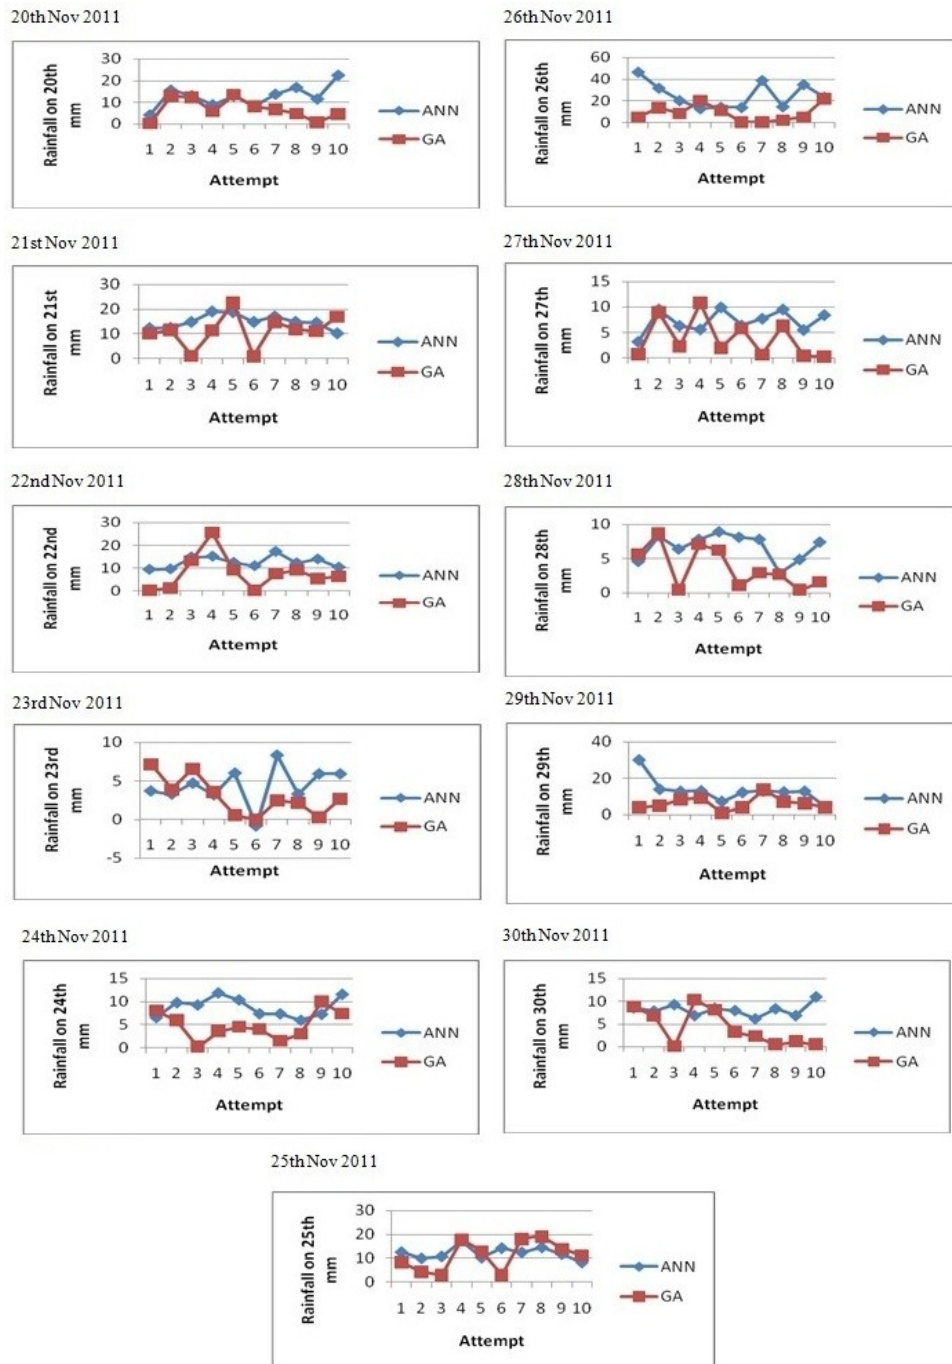 20th Nov 2011
Rainfall on 20th mm
30
20
10
0
1 2 3 4 5 6 7 8 9 10
Attempt
ANN
GA
26th Nov 2011
Rainfall on 26th mm
60
40
20
0
1 2 3 4 5 6 7 8 9 10
Attempt
ANN
GA
21st Nov 2011
Rainfall on 21st mm
30
20
10
0
1 2 3 4 5 6 7 8 9 10
Attempt
ANN
GA
27th Nov 2011
Rainfall on 27th mm
15
10
5
0
1 2 3 4 5 6 7 8 9 10
Attempt
ANN
GA
22nd Nov 2011
Rainfall on 22nd mm
30
20
10
0
1 2 3 4 5 6 7 8 9 10
Attempt
ANN
GA
28th Nov 2011
Rainfall on 28th mm
10
5
0
1 2 3 4 5 6 7 8 9 10
Attempt
ANN
GA
23rd Nov 2011
Rainfall on 23rd mm
10
5
0
-5
1 2 3 4 5 6 7 8 9 10
Attempt
ANN
GA
29th Nov 2011
Rainfall on 29th mm
40
20
0
1 2 3 4 5 6 7 8 9 10
Attempt
ANN
GA
24th Nov 2011
Rainfall on 24th mm
15
10
5
0
1 2 3 4 5 6 7 8 9 10
Attempt
ANN
GA
30th Nov 2011
Rainfall on 30th mm
15
10
5
0
1 2 3 4 5 6 7 8 9 10
Attempt
ANN
GA
25th Nov 2011
Rainfall on 25th mm
30
20
10
0
1 2 3 4 5 6 7 8 9 10
Attempt
ANN
GA